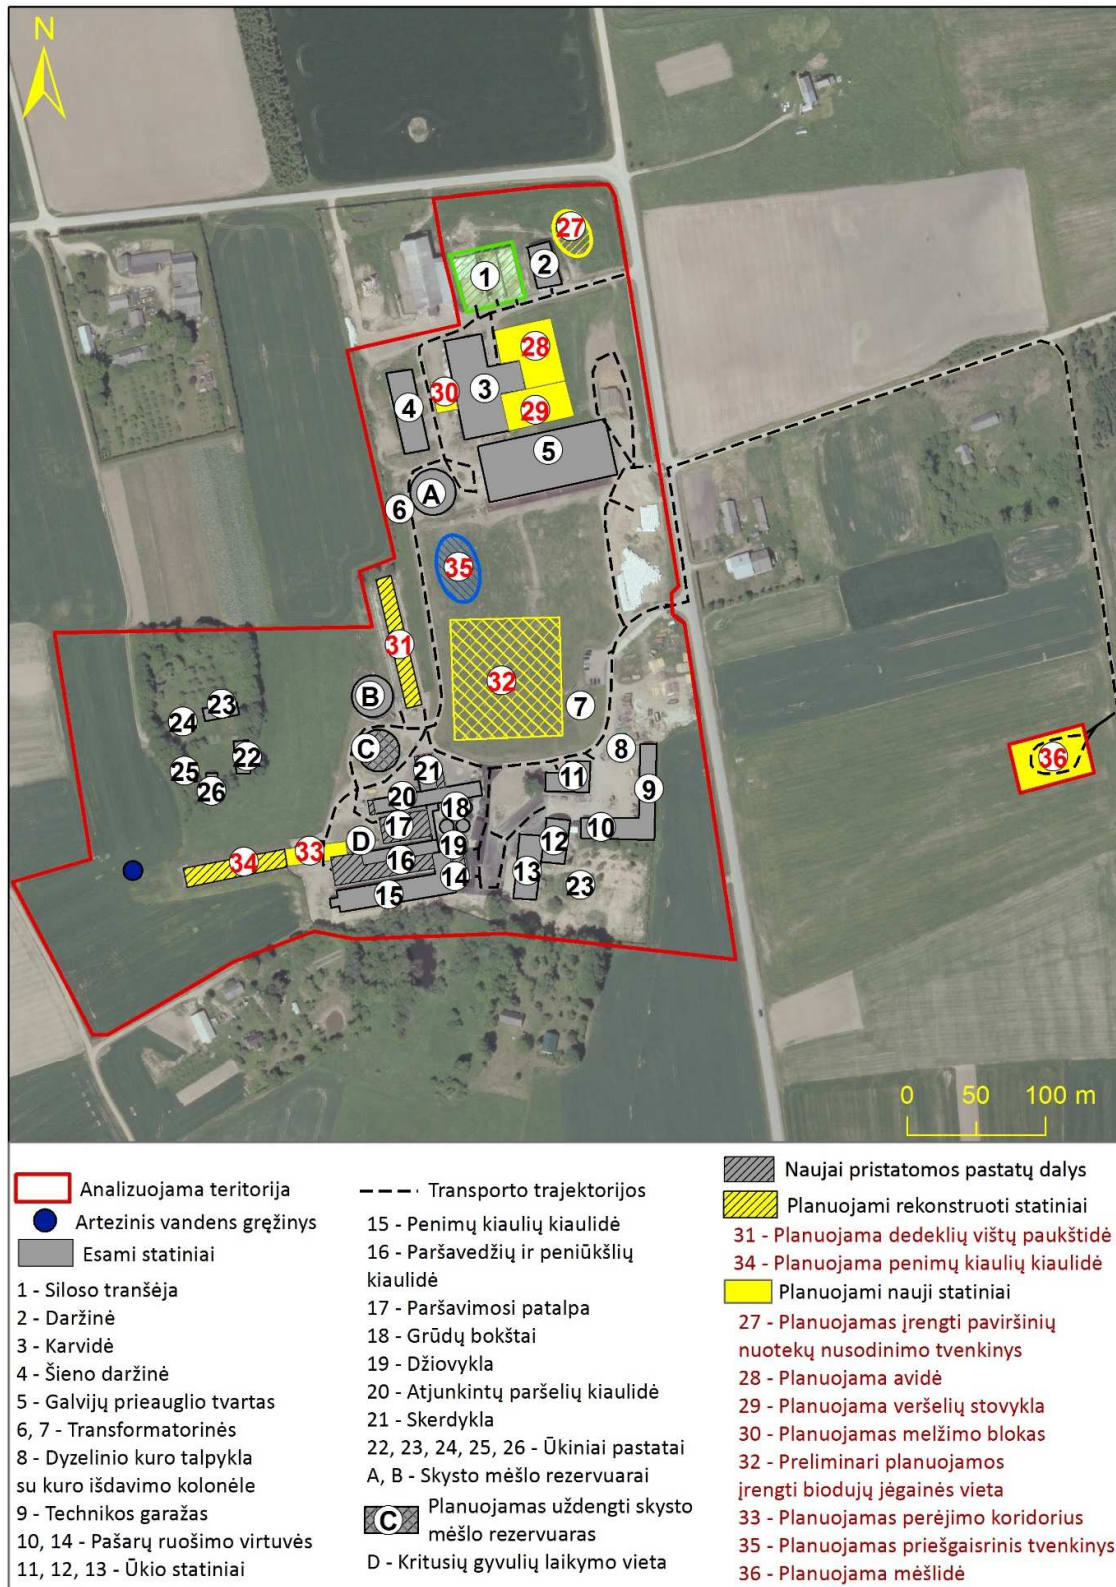 N
27
1
2
28
3
30
4
29
5
A
6
35
31
32
B
7
23
24
C
8
22
25
21
11
26
9
20
18
17
10
D
12
33
19
34
16
13
14
23
15
36
0 50 100 m
Analizuojama teritorija
Artezinis vandens gręžinys
Esami statiniai
1 - Siloso tranšėja
2 - Daržinė
3 - Karvidė
4 - Šieno daržinė
5 - Galvijų prieauglio tvartas
6, 7 - Transformatorinės
8 - Dyzelinio kuro talpykla
su kuro išdavimo kolonėle
9 - Technikos garažas
10, 14 - Pašarų ruošimo virtuvės
11, 12, 13 - Ūkio statiniai
Transporto trajektorijos
15 - Penimų kiaulių kiaulidė
16 - Paršavedžių ir peniūkšlių
kiaulidė
17 - Paršavimosi patalpa
18 - Grūdų bokštai
19 - Džiovykla
20 - Atjunkintų paršelių kiaulidė
21 - Skerdykla
22, 23, 24, 25, 26 - Ūkiniai pastatai
A, B - Skysto mėšlo rezervuarai
C Planuojamas uždengti skysto
mėšlo rezervuaras
D - Kritusių gyvulių laikymo vieta
Naujai pristatomos pastatų dalys
Planuojami rekonstruoti statiniai
31 - Planuojama dedeklių vištų paukštidė
34 - Planuojama penimų kiaulių kiaulidė
Planuojami nauji statiniai
27 - Planuojamas įrengti paviršinių
nuotekų nusodinimo tvenkinys
28 - Planuojama avidė
29 - Planuojama veršelių stovykla
30 - Planuojamas melžimo blokas
32 - Preliminari planuojamos
įrengti biodujų jėgainės vieta
33 - Planuojamas perėjimo koridorius
35 - Planuojamas priešgaisrinis tvenkinys
36 - Planuojama mėšlidė